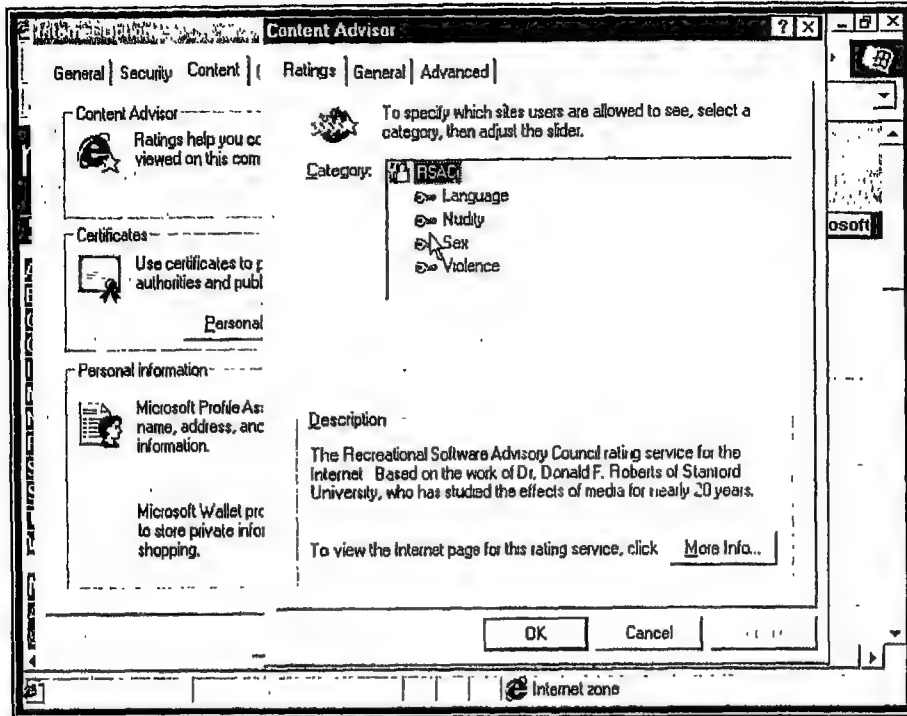 Content Advisor
General Security Content
Ratings General Advanced
Content Advisor
Ratings help you co
viewed on this com
To specify which sites users are allowed to see, select a
category, then adjust the slider.
Category:
RSACi
Language
Nudity
Sex
Violence
osoft
Certificates
Use certificates to p
authorities and publ
Personal
Personal information
Microsoft Profile Ass
name, address, and
information.
Microsoft Wallet pro
to store private infor
shopping.
Description
The Recreational Software Advisory Council rating service for the
Internet Based on the work of Dr. Donald F. Roberts of Stanford
University, who has studied the effects of media for nearly 20 years.
To view the Internet page for this rating service, click More Info...
OK Cancel
Internet zone